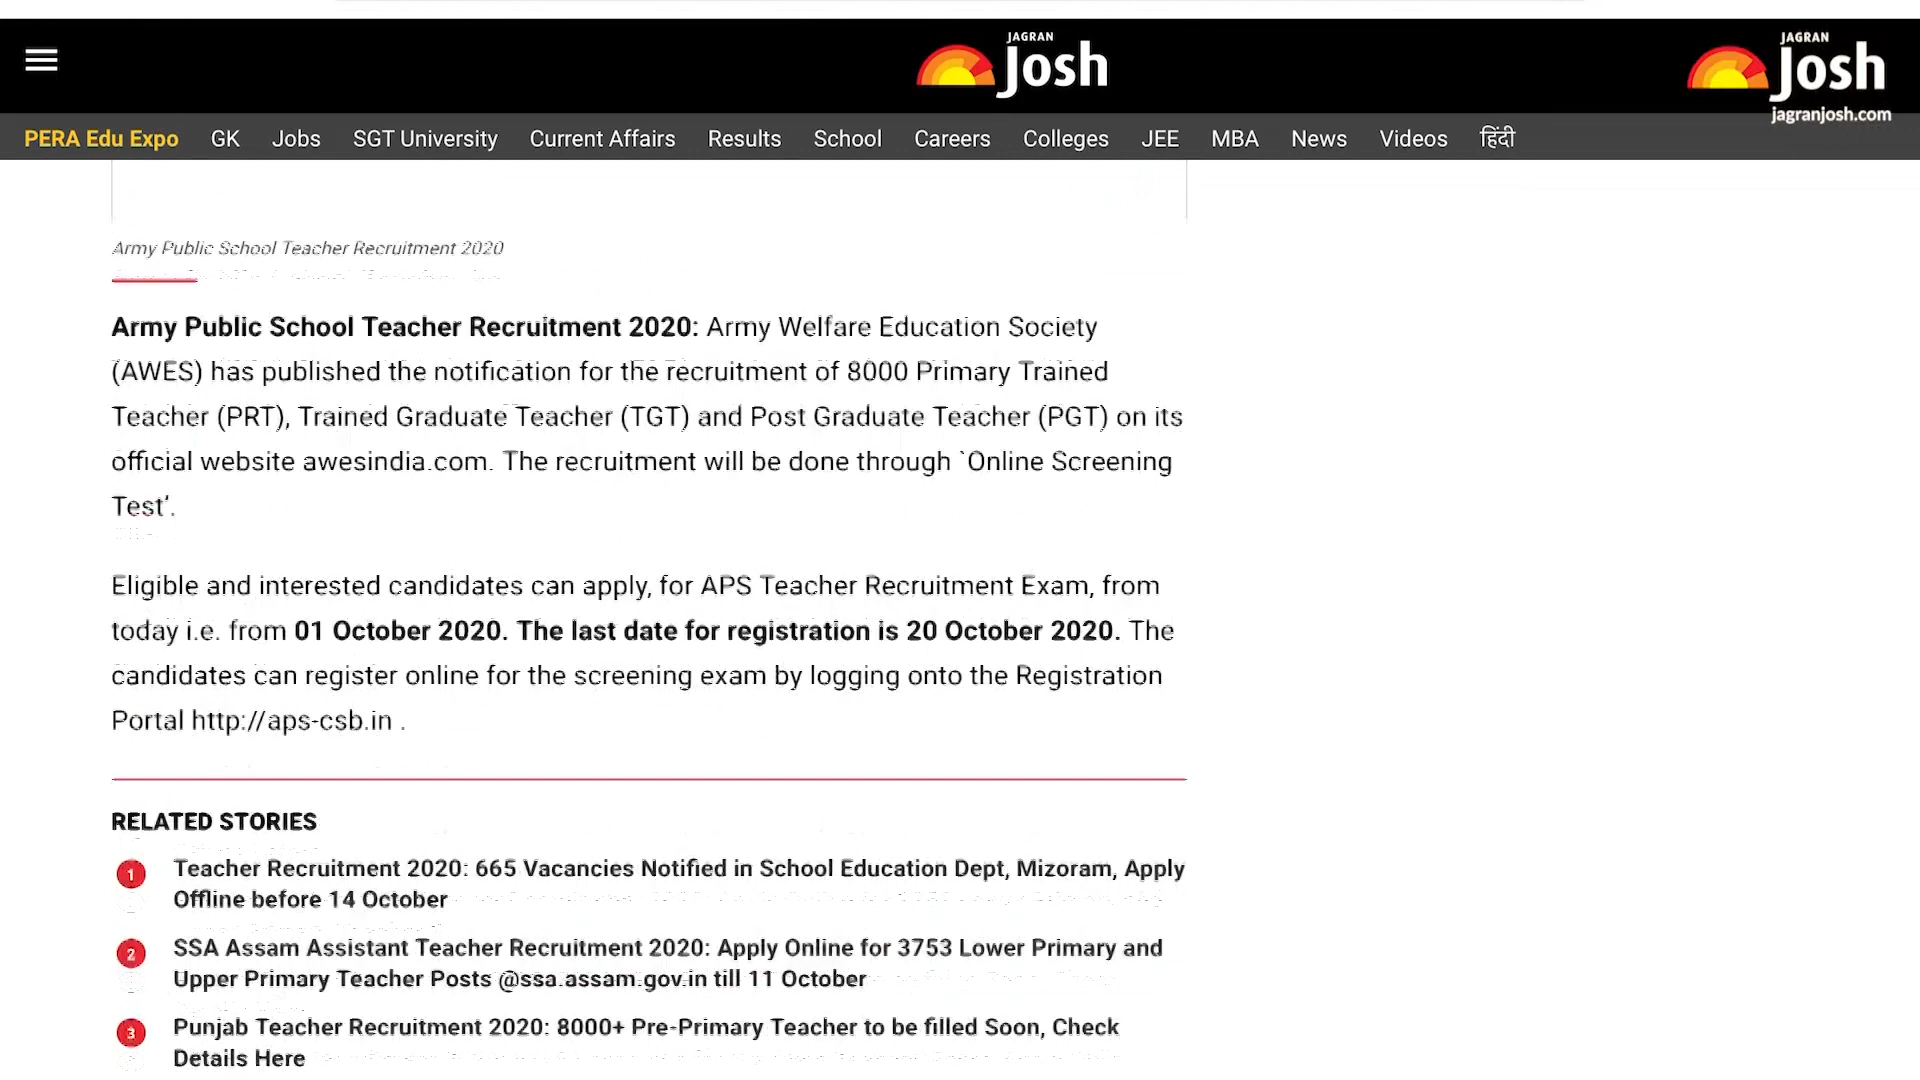 JAGRAN
Josh
JAGRAN
Josh
jagranjosh.com
PERA Edu Expo GK Jobs SGT University Current Affairs Results School Careers Colleges JEE MBA News Videos हिंदी
Army Public School Teacher Recruitment 2020
Army Public School Teacher Recruitment 2020: Army Welfare Education Society
(AWES) has published the notification for the recruitment of 8000 Primary Trained
Teacher (PRT), Trained Graduate Teacher (TGT) and Post Graduate Teacher (PGT) on its
official website awesindia.com. The recruitment will be done through `Online Screening
Test’.
Eligible and interested candidates can apply, for APS Teacher Recruitment Exam, from
today i.e. from 01 October 2020. The last date for registration is 20 October 2020. The
candidates can register online for the screening exam by logging onto the Registration
Portal http://aps-csb.in .
RELATED STORIES
1 Teacher Recruitment 2020: 665 Vacancies Notified in School Education Dept, Mizoram, Apply
Offline before 14 October
2 SSA Assam Assistant Teacher Recruitment 2020: Apply Online for 3753 Lower Primary and
Upper Primary Teacher Posts @ssa.assam.gov.in till 11 October
3 Punjab Teacher Recruitment 2020: 8000+ Pre-Primary Teacher to be filled Soon, Check
Details Here